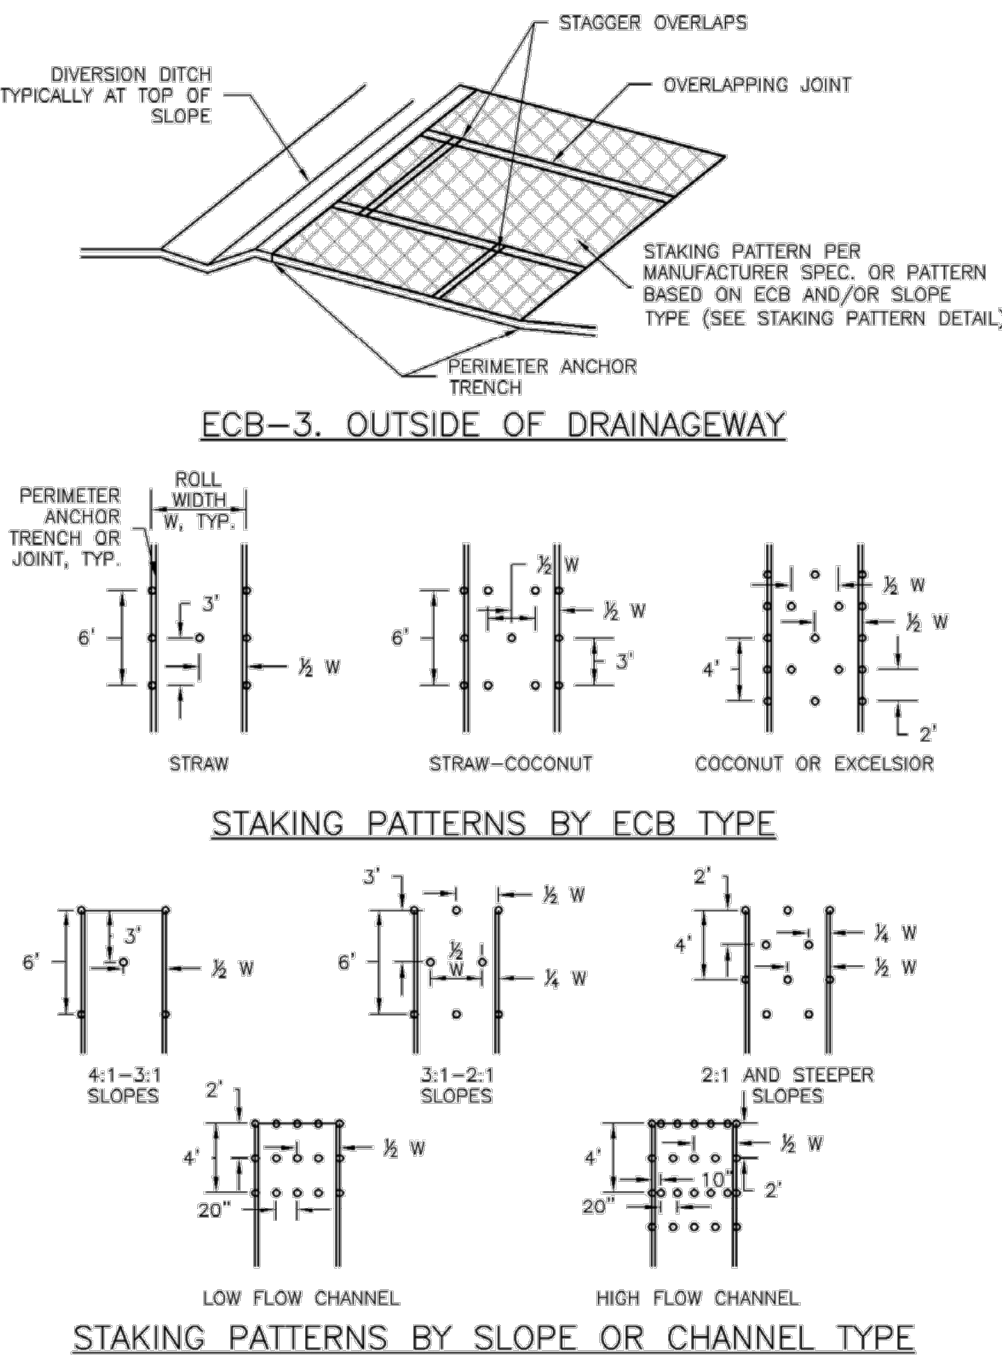 STAGGER OVERLAPS
DIVERSION DITCH
TYPICALLY AT TOP OF
SLOPE
OVERLAPPING JOINT
STAKING PATTERN PER
MANUFACTURER SPEC. OR PATTERN
BASED ON ECB AND/OR SLOPE
TYPE (SEE STAKING PATTERN DETAIL)
PERIMETER ANCHOR
TRENCH
ECB-3. OUTSIDE OF DRAINAGEWAY
PERIMETER
ANCHOR
TRENCH OR
JOINT, TYP.
ROLL
WIDTH
W, TYP.
3'
6'
½ W
STRAW
½ W
½ W
6'
3'
STRAW-COCONUT
½ W
½ W
4'
2'
COCONUT OR EXCELSIOR
STAKING PATTERNS BY ECB TYPE
3'
6'
½ W
4:1-3:1
SLOPES
3'
½ W
6'
½
W
¼ W
3:1-2:1
SLOPES
2'
4'
¼ W
½ W
2:1 AND STEEPER
SLOPES
2'
4'
½ W
20"
LOW FLOW CHANNEL
4'
½ W
10"
2'
20"
HIGH FLOW CHANNEL
STAKING PATTERNS BY SLOPE OR CHANNEL TYPE